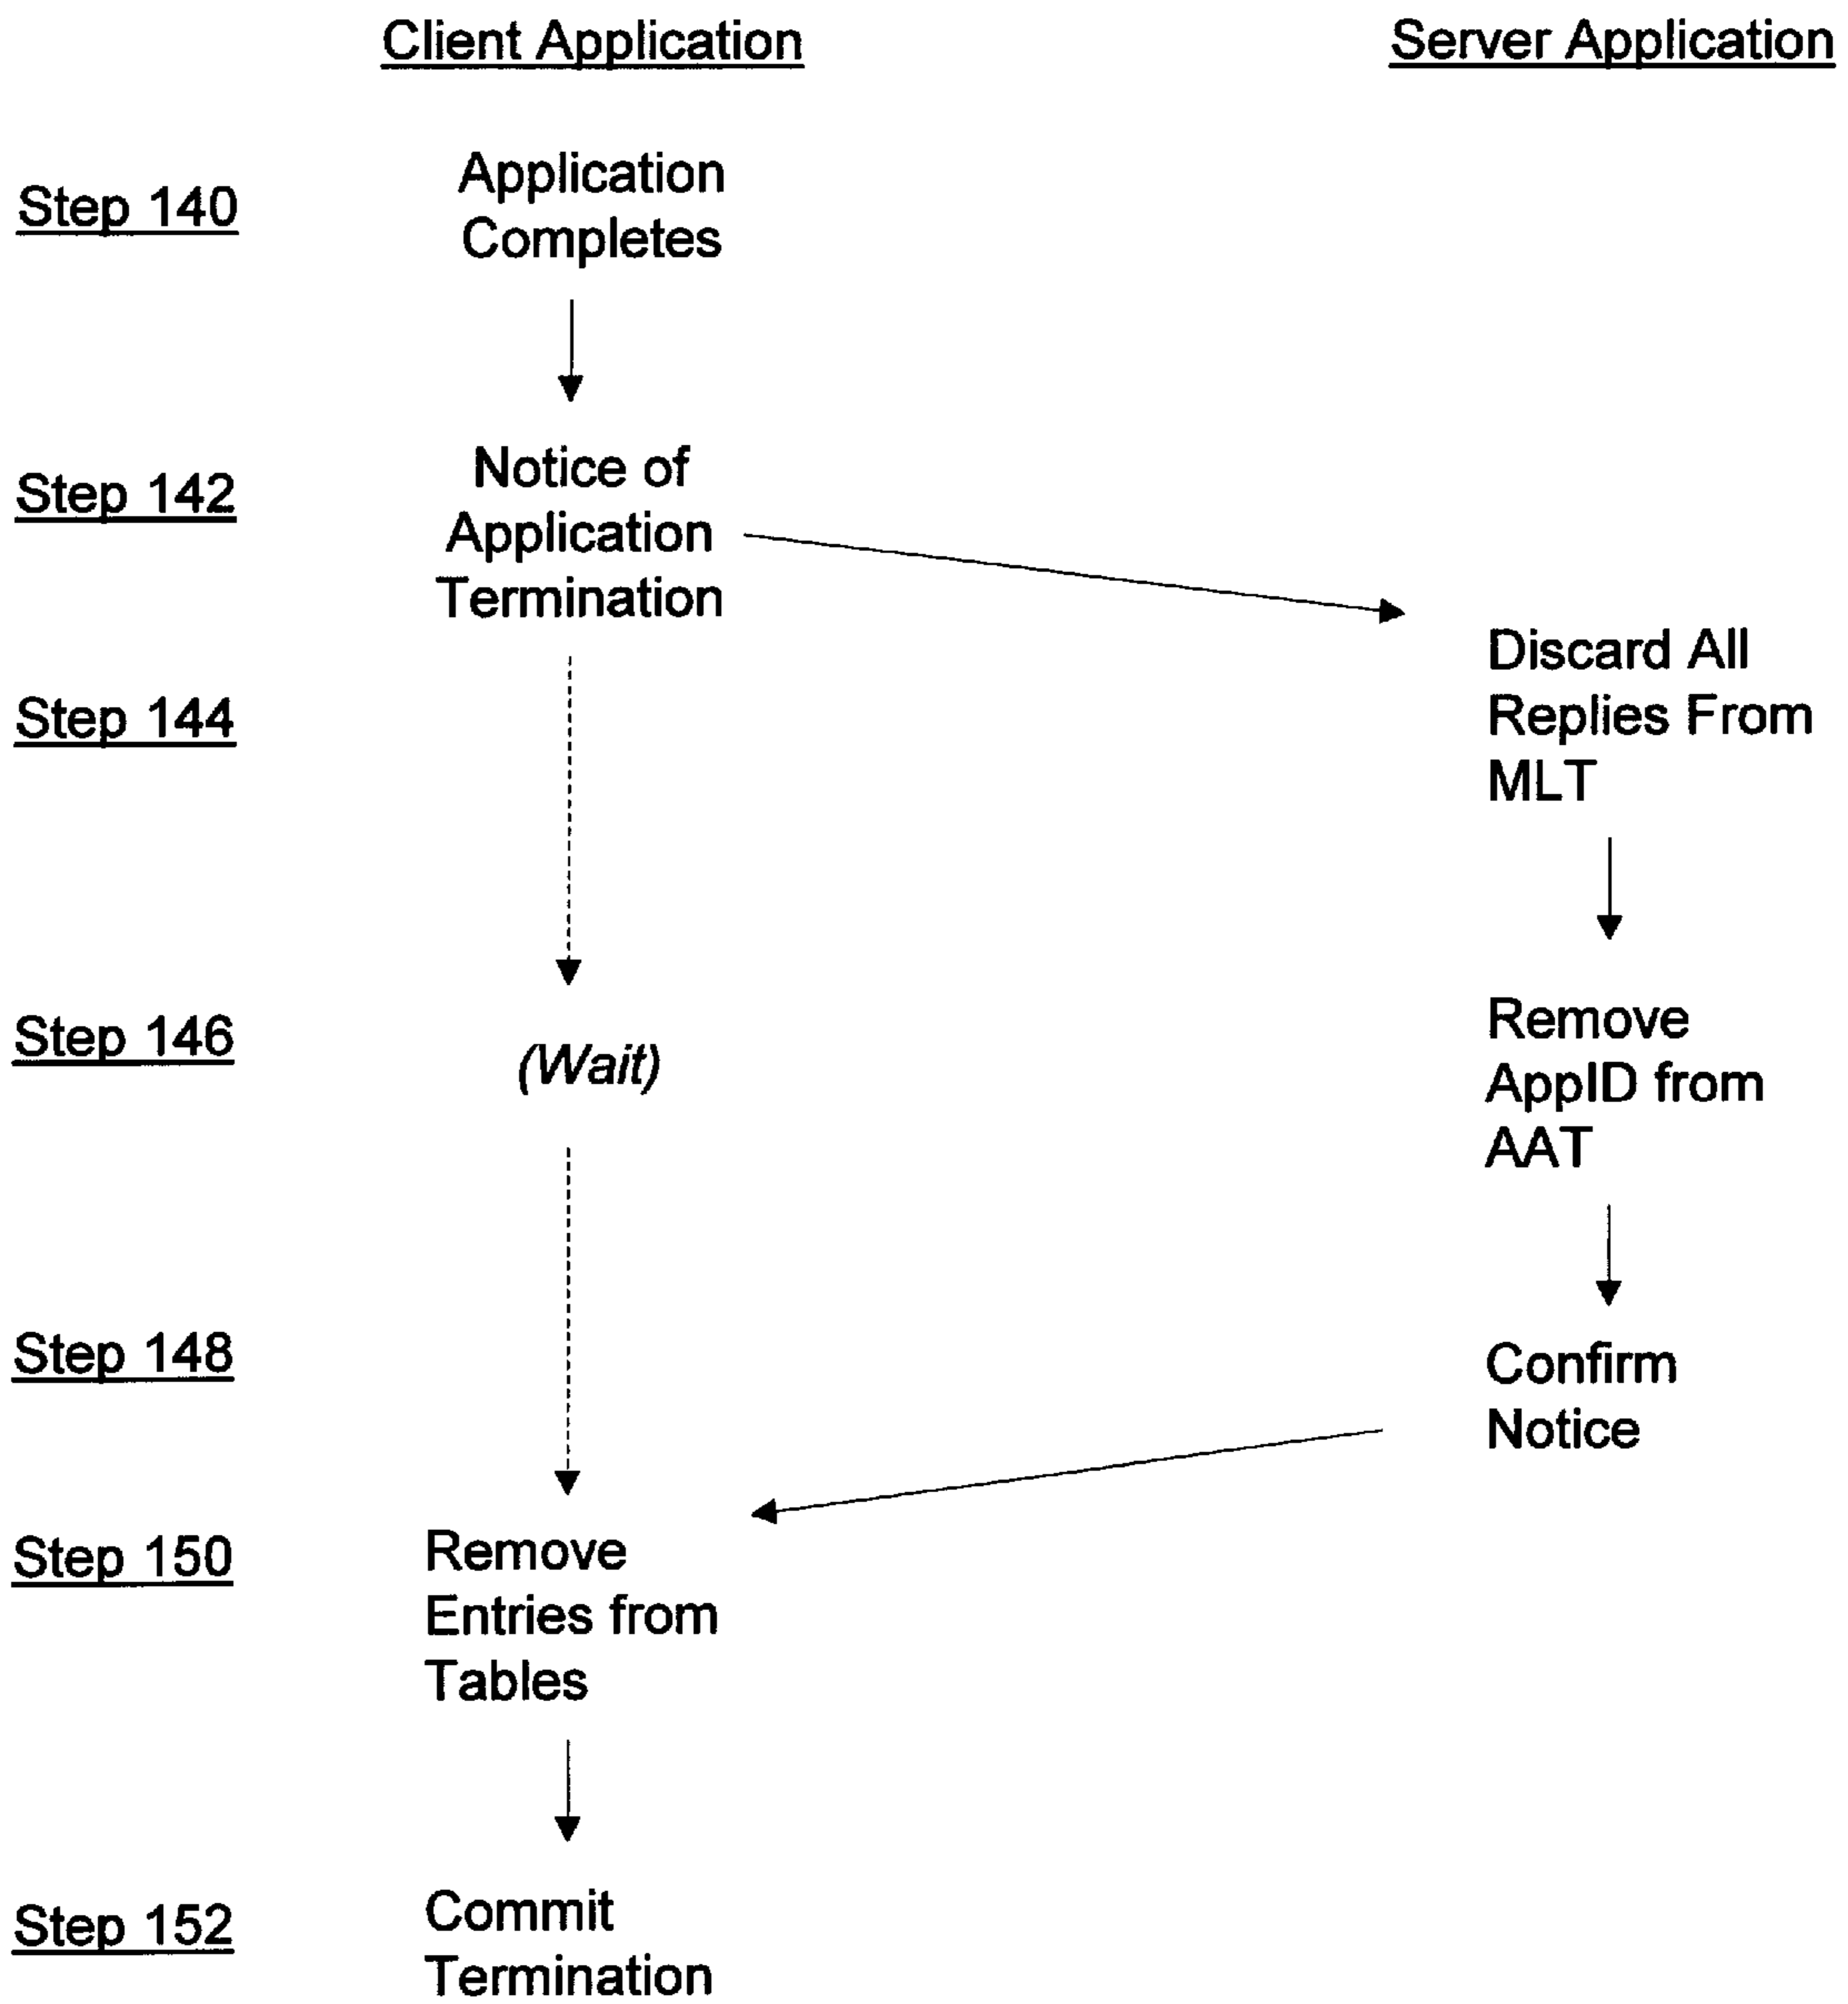 Client Application
Server Application
Step 140
Application
Completes
Step 142
Notice of
Application
Termination
Step 144
Discard All
Replies From
MLT
Step 146
(Wait)
Remove
AppID from
AAT
Step 148
Confirm
Notice
Step 150
Remove
Entries from
Tables
Step 152
Commit
Termination